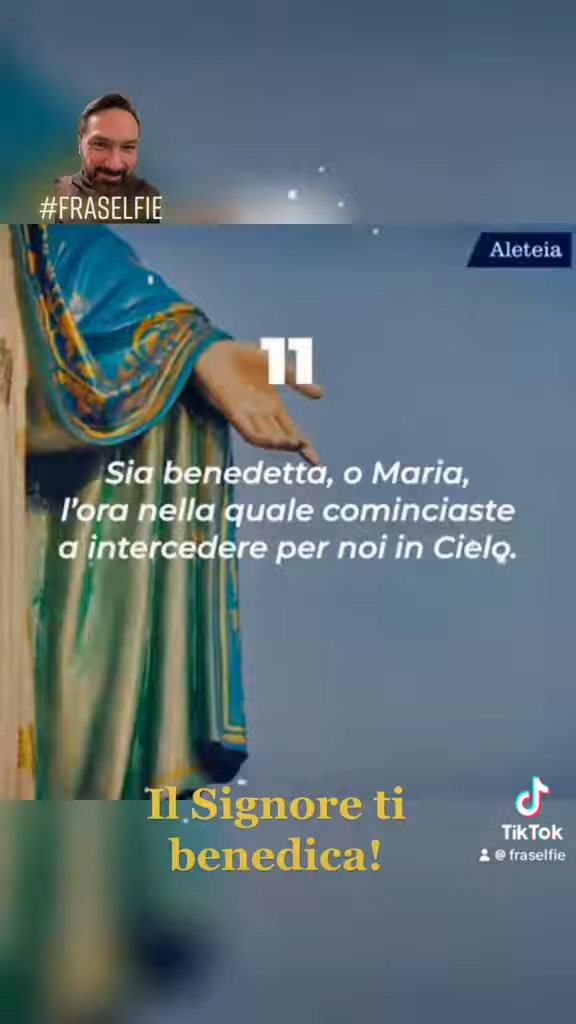 #FRASELFIE
Aleteia
11
Sia benedetta, o Maria,
l'ora nella quale cominciaste
a intercedere per noi in Cielo.
Il Signore ti
benedica!
TikTok
@fraselfie